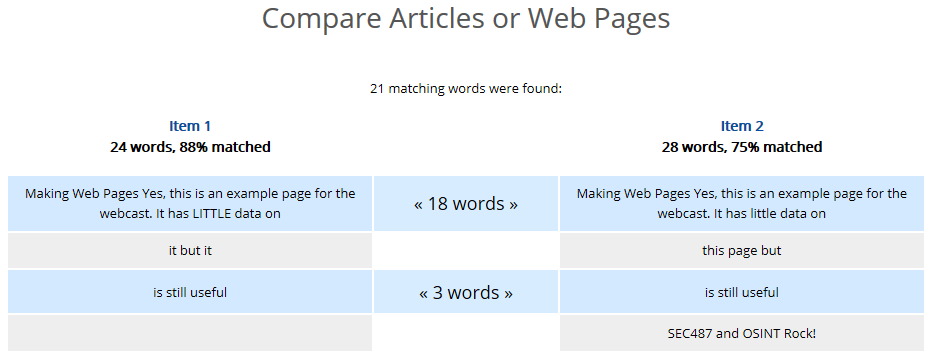 Compare Articles or Web Pages
21 matching words were found:
Item 1
24 words, 88% matched
Item 2
28 words, 75% matched
Making Web Pages Yes, this is an example page for the
webcast. It has LITTLE data on
« 18 words »
Making Web Pages Yes, this is an example page for the
webcast. It has little data on
it but it
this page but
is still useful
« 3 words »
is still useful
SEC487 and OSINT Rock!